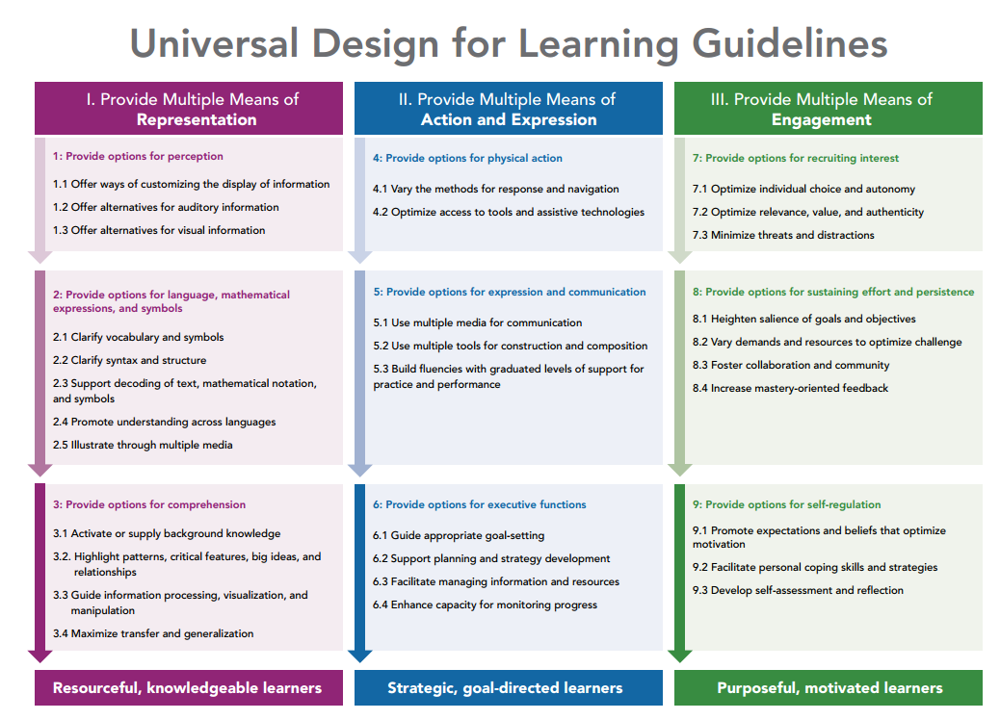 Universal Design for Learning Guidelines
I. Provide Multiple Means of
Representation
1: Provide options for perception
1.1 Offer ways of customizing the display of information
1.2 Offer alternatives for auditory information
1.3 Offer alternatives for visual information
2: Provide options for language, mathematical
expressions, and symbols
2.1 Clarify vocabulary and symbols
2.2 Clarify syntax and structure
2.3 Support decoding of text, mathematical notation,
and symbols
2.4 Promote understanding across languages
2.5 Illustrate through multiple media
3: Provide options for comprehension
3.1 Activate or supply background knowledge
3.2. Highlight patterns, critical features, big ideas, and
relationships
3.3 Guide information processing, visualization, and
manipulation
3.4 Maximize transfer and generalization
Resourceful, knowledgeable learners
II. Provide Multiple Means of
Action and Expression
4: Provide options for physical action
4.1 Vary the methods for response and navigation
4.2 Optimize access to tools and assistive technologies
5: Provide options for expression and communication
5.1 Use multiple media for communication
5.2 Use multiple tools for construction and composition
5.3 Build fluencies with graduated levels of support for
practice and performance
6: Provide options for executive functions
6.1 Guide appropriate goal-setting
6.2 Support planning and strategy development
6.3 Facilitate managing information and resources
6.4 Enhance capacity for monitoring progress
Strategic, goal-directed learners
III. Provide Multiple Means of
Engagement
7: Provide options for recruiting interest
7.1 Optimize individual choice and autonomy
7.2 Optimize relevance, value, and authenticity
7.3 Minimize threats and distractions
8: Provide options for sustaining effort and persistence
8.1 Heighten salience of goals and objectives
8.2 Vary demands and resources to optimize challenge
8.3 Foster collaboration and community
8.4 Increase mastery-oriented feedback
9: Provide options for self-regulation
9.1 Promote expectations and beliefs that optimize
motivation
9.2 Facilitate personal coping skills and strategies
9.3 Develop self-assessment and reflection
Purposeful, motivated learners